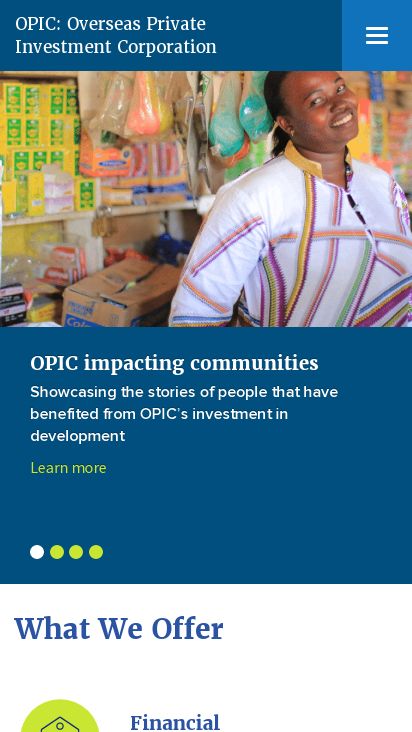 OPIC: Overseas Private
Investment Corporation
OPIC impacting communities
Showcasing the stories of people that have
benefited from OPIC's investment in
development
Learn more
What We Offer
Financial